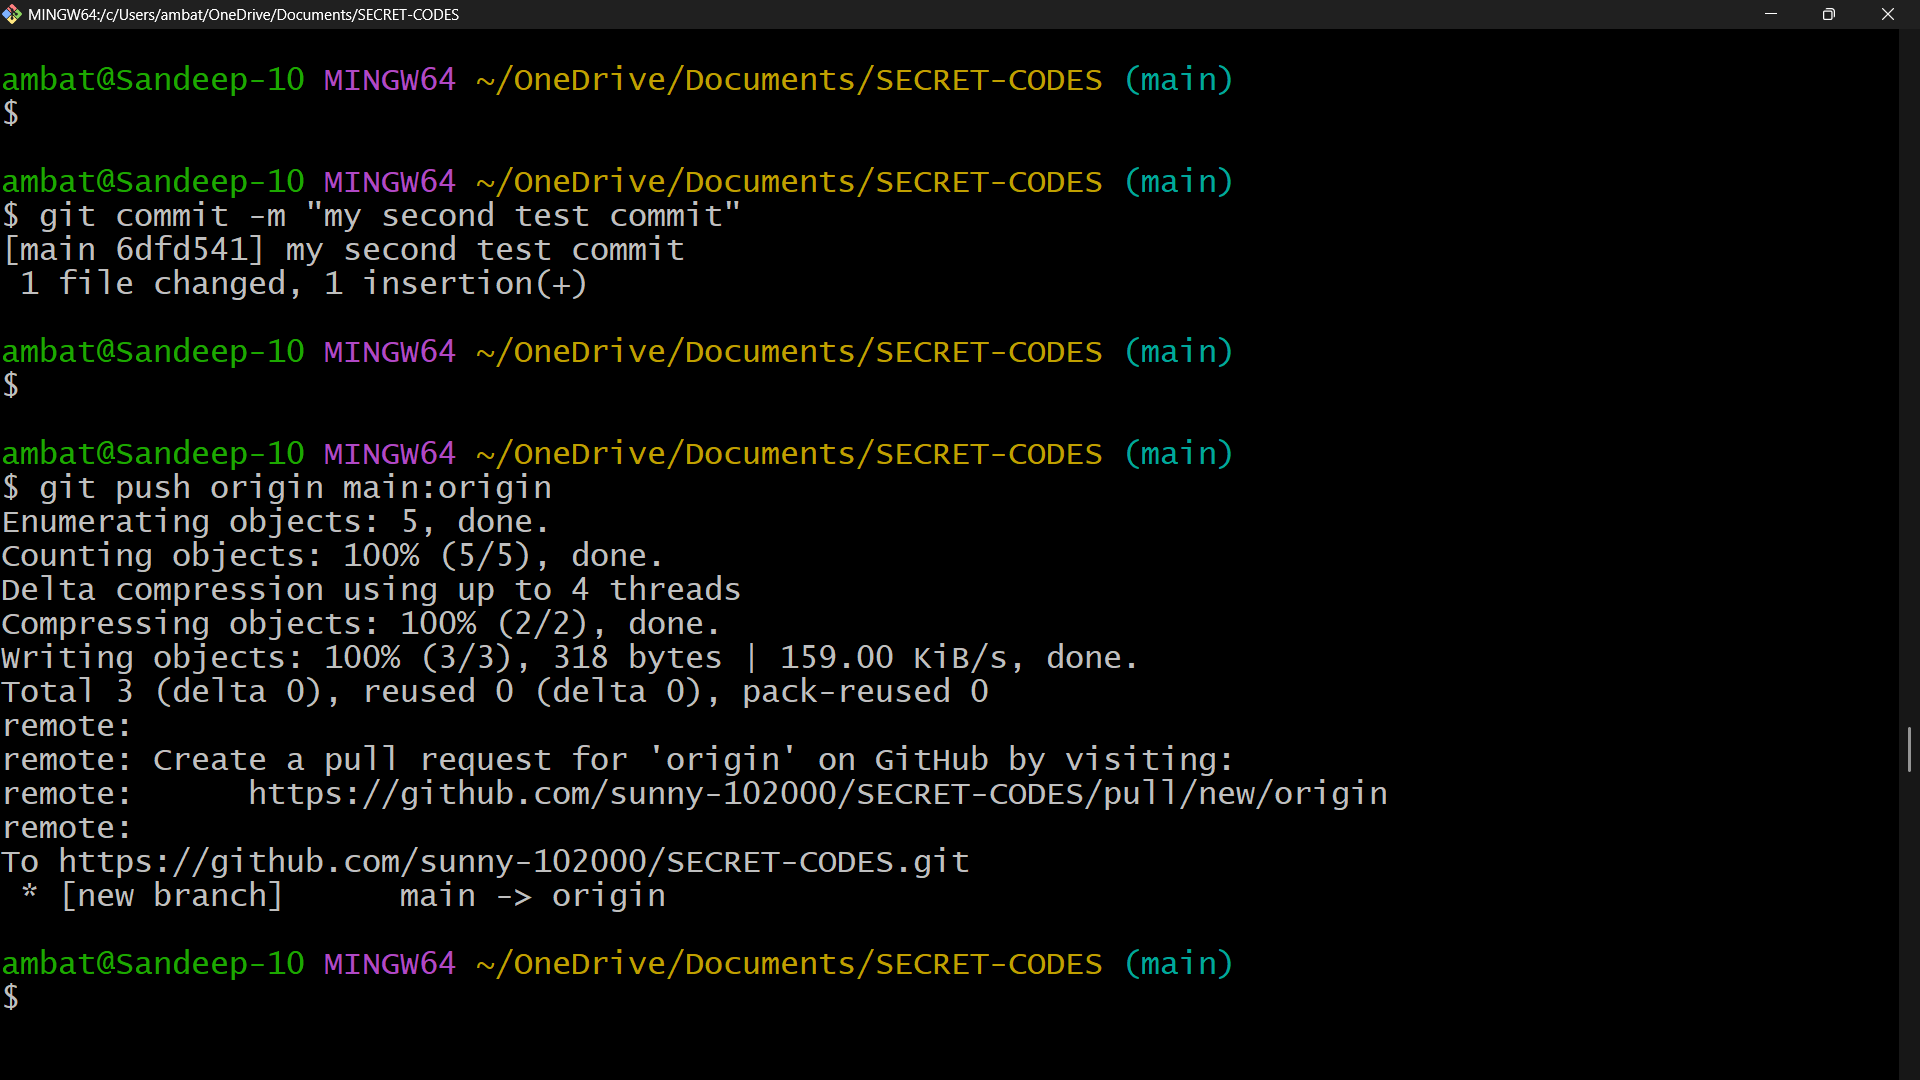 MINGW64:/c/Users/ambat/OneDrive/Documents/SECRET-CODES
ambat@Sandeep-10 MINGW64 ~/OneDrive/Documents/SECRET-CODES (main)
$
ambat@Sandeep-10 MINGW64 ~/OneDrive/Documents/SECRET-CODES (main)
$ git commit -m "my second test commit"
[main 6dfd541] my second test commit
 1 file changed, 1 insertion(+)
ambat@Sandeep-10 MINGW64 ~/OneDrive/Documents/SECRET-CODES (main)
$
ambat@Sandeep-10 MINGW64 ~/OneDrive/Documents/SECRET-CODES (main)
$ git push origin main:origin
Enumerating objects: 5, done.
Counting objects: 100% (5/5), done.
Delta compression using up to 4 threads
Compressing objects: 100% (2/2), done.
Writing objects: 100% (3/3), 318 bytes | 159.00 KiB/s, done.
Total 3 (delta 0), reused 0 (delta 0), pack-reused 0
remote:
remote: Create a pull request for 'origin' on GitHub by visiting:
remote:      https://github.com/sunny-102000/SECRET-CODES/pull/new/origin
remote:
To https://github.com/sunny-102000/SECRET-CODES.git
 * [new branch]      main -> origin
ambat@Sandeep-10 MINGW64 ~/OneDrive/Documents/SECRET-CODES (main)
$